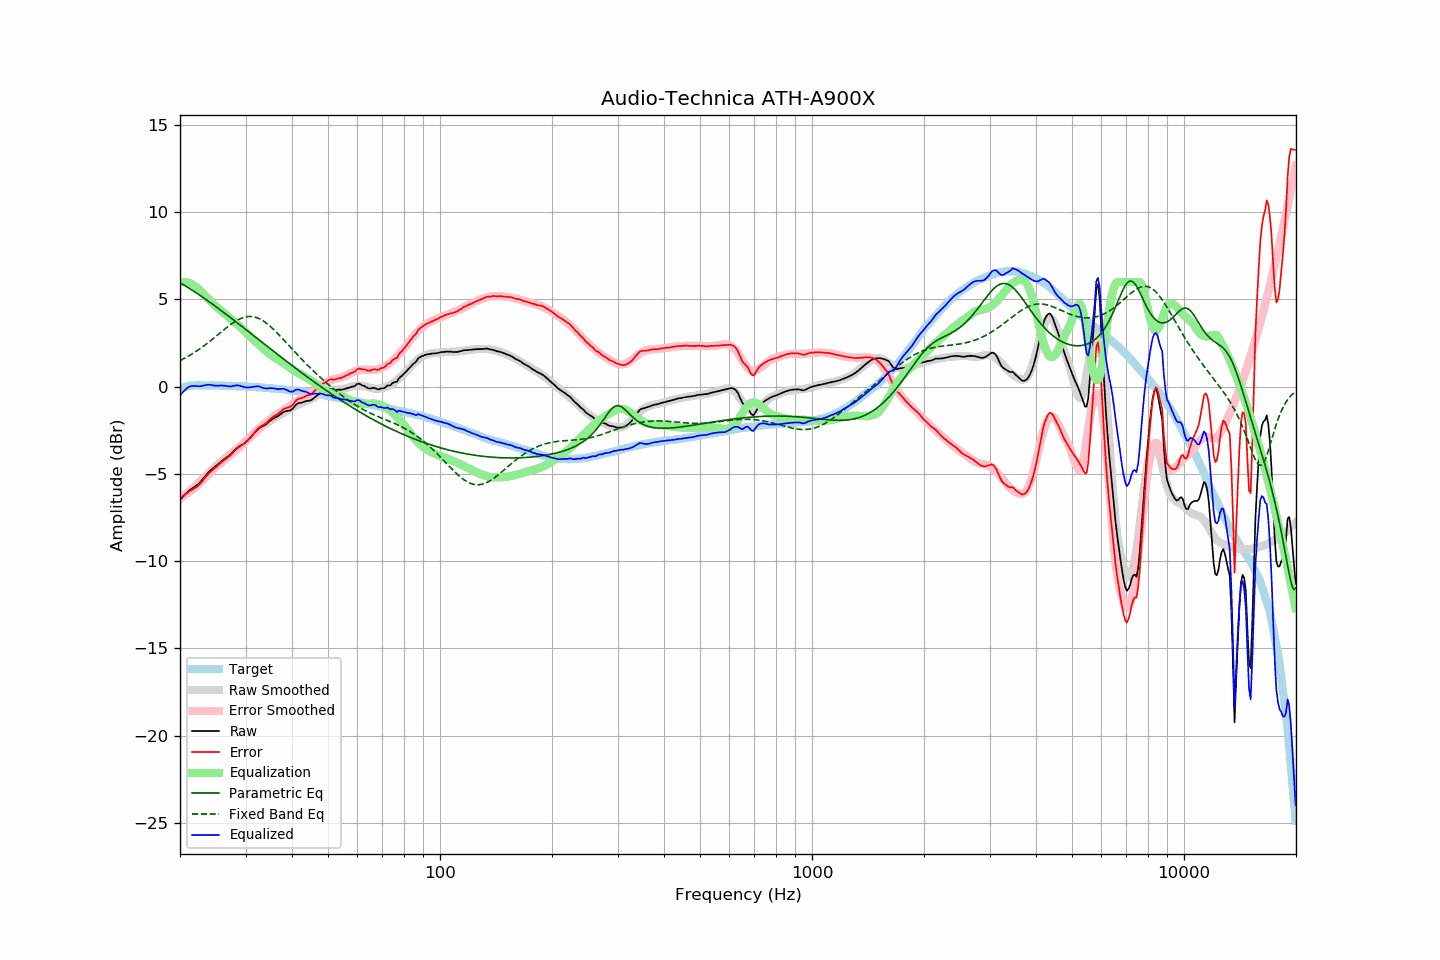 Audio-Technica ATH-A900X
15
10
5
0
−5
−10
−15
−20
−25
Amplitude (dBr)
Target
Raw Smoothed
Error Smoothed
Raw
Error
Equalization
Parametric Eq
Fixed Band Eq
Equalized
100
1000
10000
Frequency (Hz)